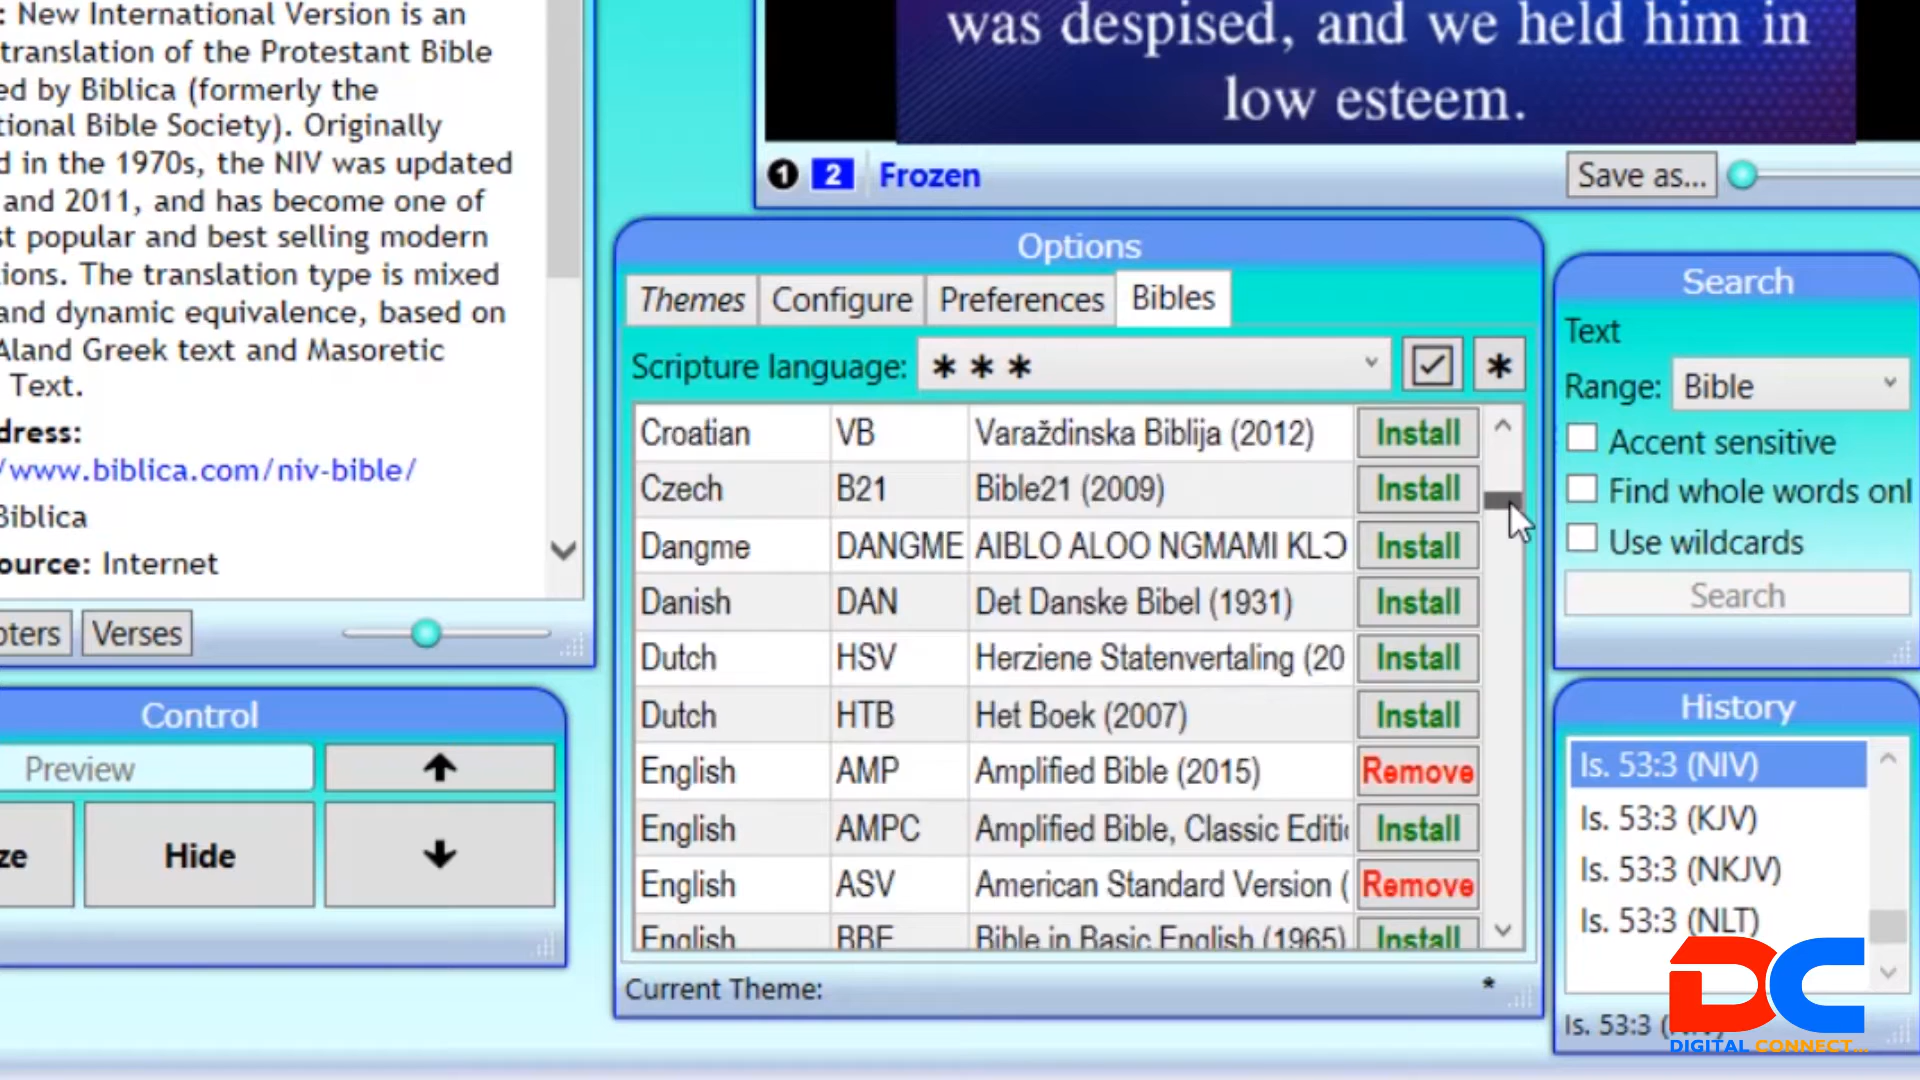 : New International Version is an
translation of the Protestant Bible
ed by Biblica (formerly the
tional Bible Society). Originally
d in the 1970s, the NIV was updated
and 2011, and has become one of
st popular and best selling modern
ions. The translation type is mixed
and dynamic equivalence, based on
Aland Greek text and Masoretic
Text.
dress:
/www.biblica.com/niv-bible/
Biblica
ource: Internet
oters Verses
Control
Preview
ze Hide
was despised, and we held him in
low esteem.
1 2 Frozen Save as...
Options
Themes Configure Preferences Bibles
Scripture language: * * * *
Croatian VB Varaždinska Biblija (2012) Install
Czech B21 Bible21 (2009) Install
Dangme DANGME AIBLO ALOO NGMAMI KLƆ Install
Danish DAN Det Danske Bibel (1931) Install
Dutch HSV Herziene Statenvertaling (20 Install
Dutch HTB Het Boek (2007) Install
English AMP Amplified Bible (2015) Remove
English AMPC Amplified Bible, Classic Editi Install
English ASV American Standard Version ( Remove
English BBE Bible in Basic English (1965) Install
Current Theme: *
Search
Text
Range: Bible
Accent sensitive
Find whole words onl
Use wildcards
Search
History
Is. 53:3 (NIV)
Is. 53:3 (KJV)
Is. 53:3 (NKJV)
Is. 53:3 (NLT)
Is. 53:3 (NIV)
DC
DIGITAL CONNECT...